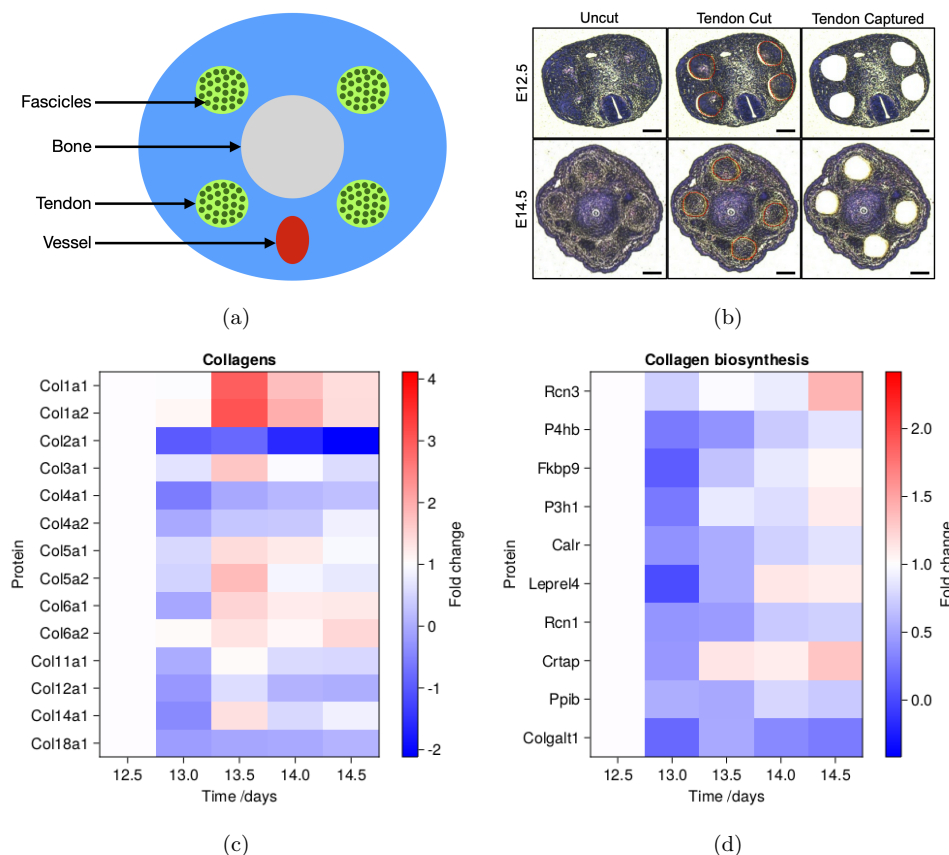 Fascicles
Bone
Tendon
Vessel
(a)
Uncut
Tendon Cut
Tendon Captured
E12.5
E14.5
(b)
Collagens
Protein
Col1a1
Col1a2
Col2a1
Col3a1
Col4a1
Col4a2
Col5a1
Col5a2
Col6a1
Col6a2
Col11a1
Col12a1
Col14a1
Col18a1
12.5 13.0 13.5 14.0 14.5
Time /days
4
3
2
1
0
-1
-2
Fold change
(c)
Collagen biosynthesis
Protein
Rcn3
P4hb
Fkbp9
P3h1
Calr
Leprel4
Rcn1
Crtap
Ppib
Colgalt1
12.5 13.0 13.5 14.0 14.5
Time /days
2.0
1.5
1.0
0.5
0.0
Fold change
(d)